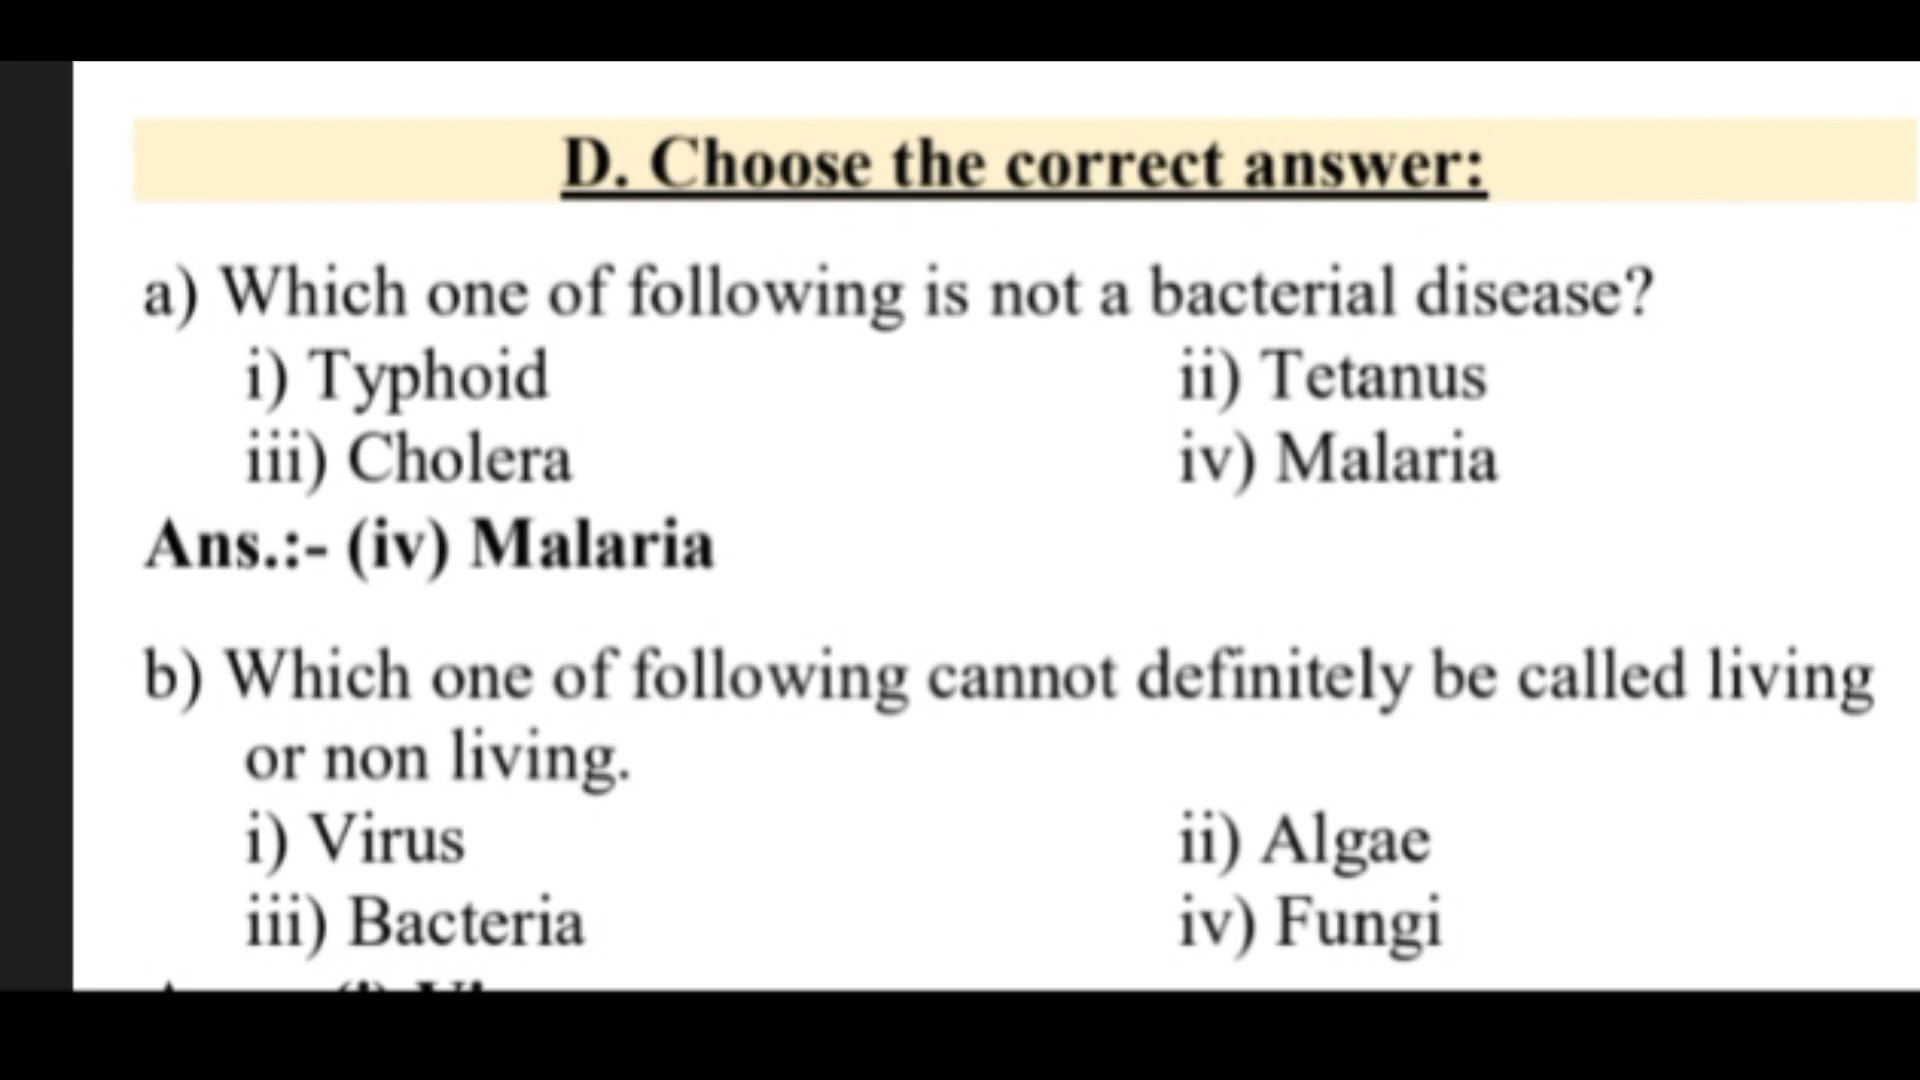 D. Choose the correct answer:
a) Which one of following is not a bacterial disease?
i) Typhoid ii) Tetanus
iii) Cholera iv) Malaria
Ans.:- (iv) Malaria
b) Which one of following cannot definitely be called living
or non living.
i) Virus ii) Algae
iii) Bacteria iv) Fungi